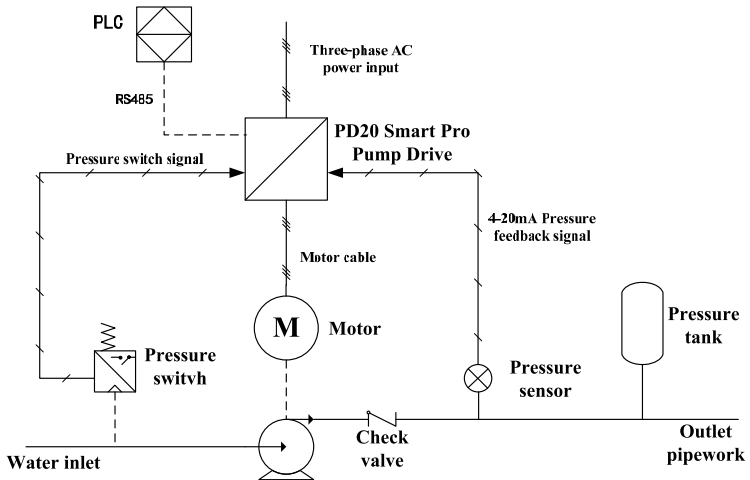 PLC
Three-phase AC
power input
RS485
PD20 Smart Pro
Pump Drive
Pressure switch signal
4-20mA Pressure
feedback signal
Motor cable
M
Motor
Pressure
tank
Pressure
switvh
Pressure
sensor
Check
valve
Outlet
pipework
Water inlet